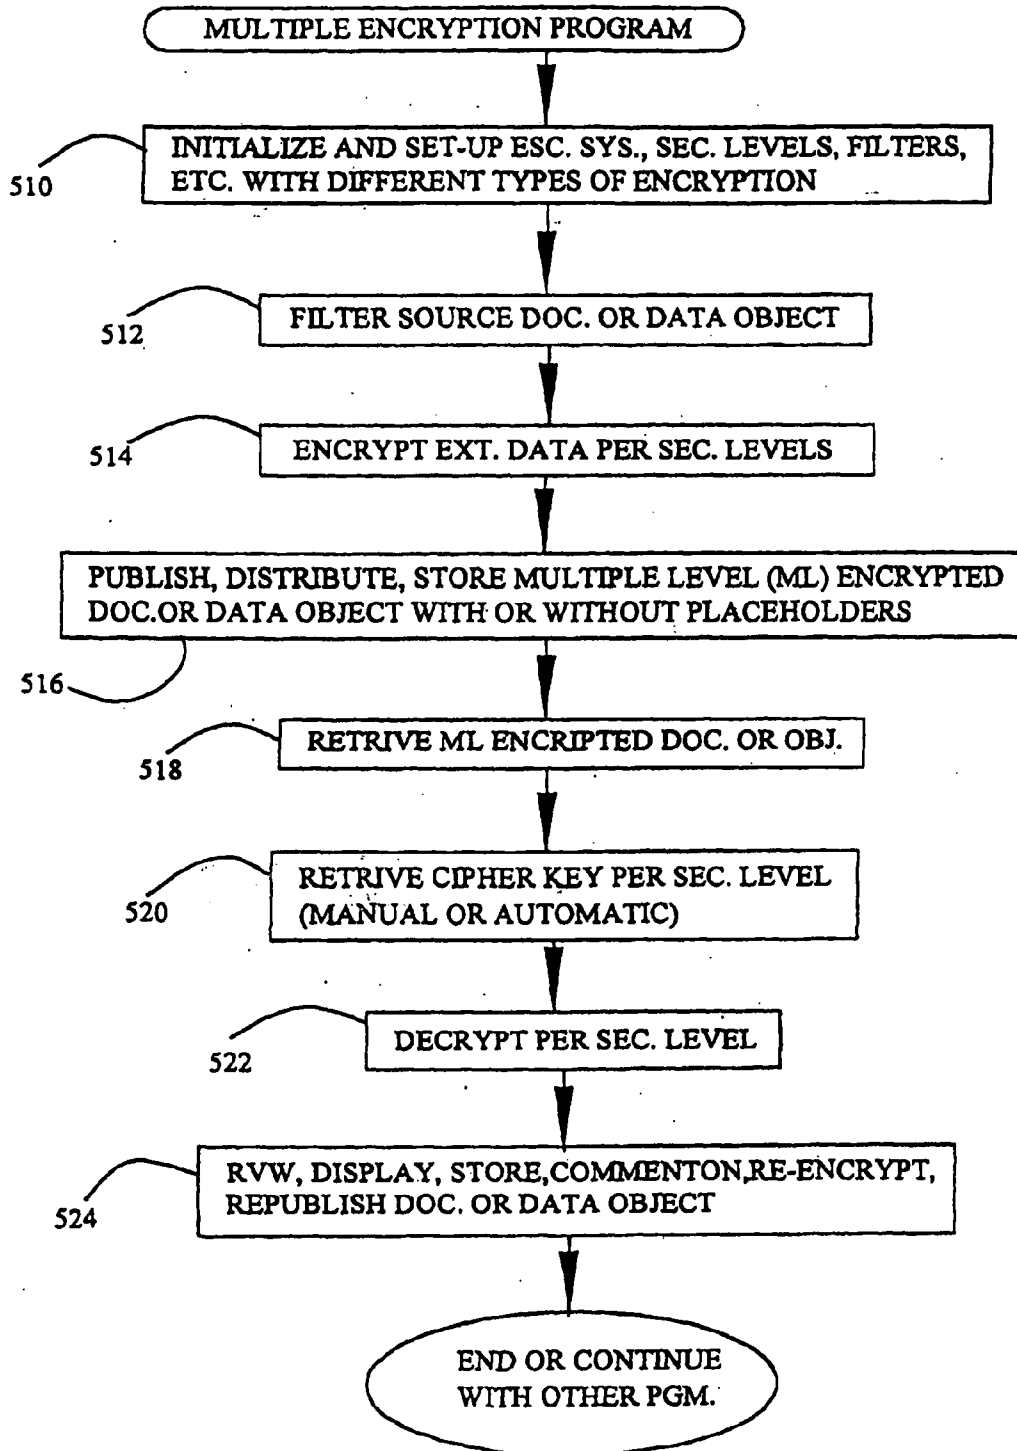 MULTIPLE ENCRYPTION PROGRAM
INITIALIZE AND SET-UP ESC. SYS., SEC. LEVELS, FILTERS,
ETC. WITH DIFFERENT TYPES OF ENCRYPTION
510
FILTER SOURCE DOC. OR DATA OBJECT
512
ENCRYPT EXT. DATA PER SEC. LEVELS
514
PUBLISH, DISTRIBUTE, STORE MULTIPLE LEVEL (ML) ENCRYPTED
DOC.OR DATA OBJECT WITH OR WITHOUT PLACEHOLDERS
516
RETRIVE ML ENCRIPTED DOC. OR OBJ.
518
RETRIVE CIPHER KEY PER SEC. LEVEL
(MANUAL OR AUTOMATIC)
520
DECRYPT PER SEC. LEVEL
522
RVW, DISPLAY, STORE,COMMENTON,RE-ENCRYPT,
REPUBLISH DOC. OR DATA OBJECT
524
END OR CONTINUE
WITH OTHER PGM.